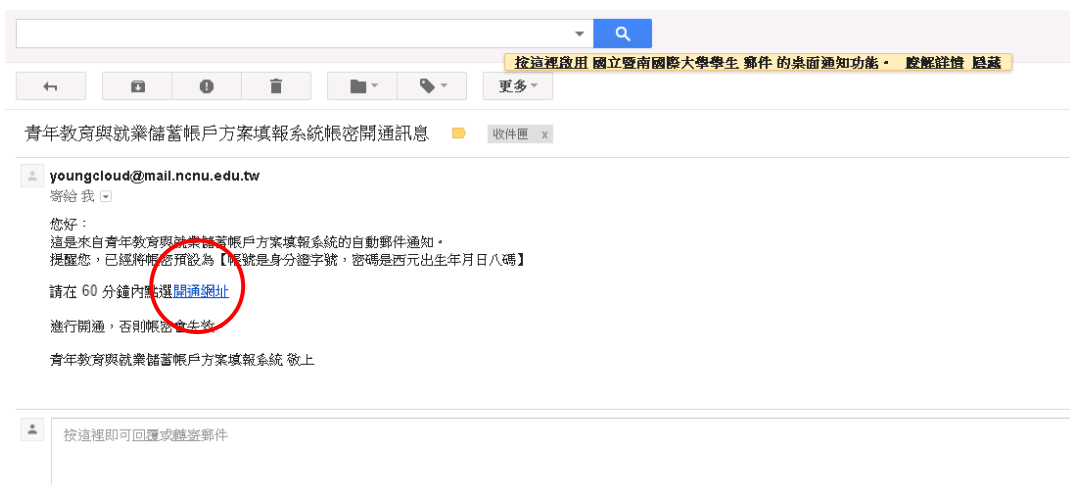 按這裡啟用 國立暨南國際大學學生 郵件 的桌面通知功能。 瞭解詳情 隱藏
更多
青年教育與就業儲蓄帳戶方案填報系統帳密開通訊息 收件匣 x
youngcloud@mail.ncnu.edu.tw
寄給 我
您好：
這是來自青年教育與就業儲蓄帳戶方案填報系統的自動郵件通知。
提醒您，已經將帳密預設為【帳號是身分證字號，密碼是西元出生年月日八碼】
請在 60 分鐘內點選開通網址
進行開通，否則帳密會失效
青年教育與就業儲蓄帳戶方案填報系統 敬上
按這裡即可回覆或轉寄郵件